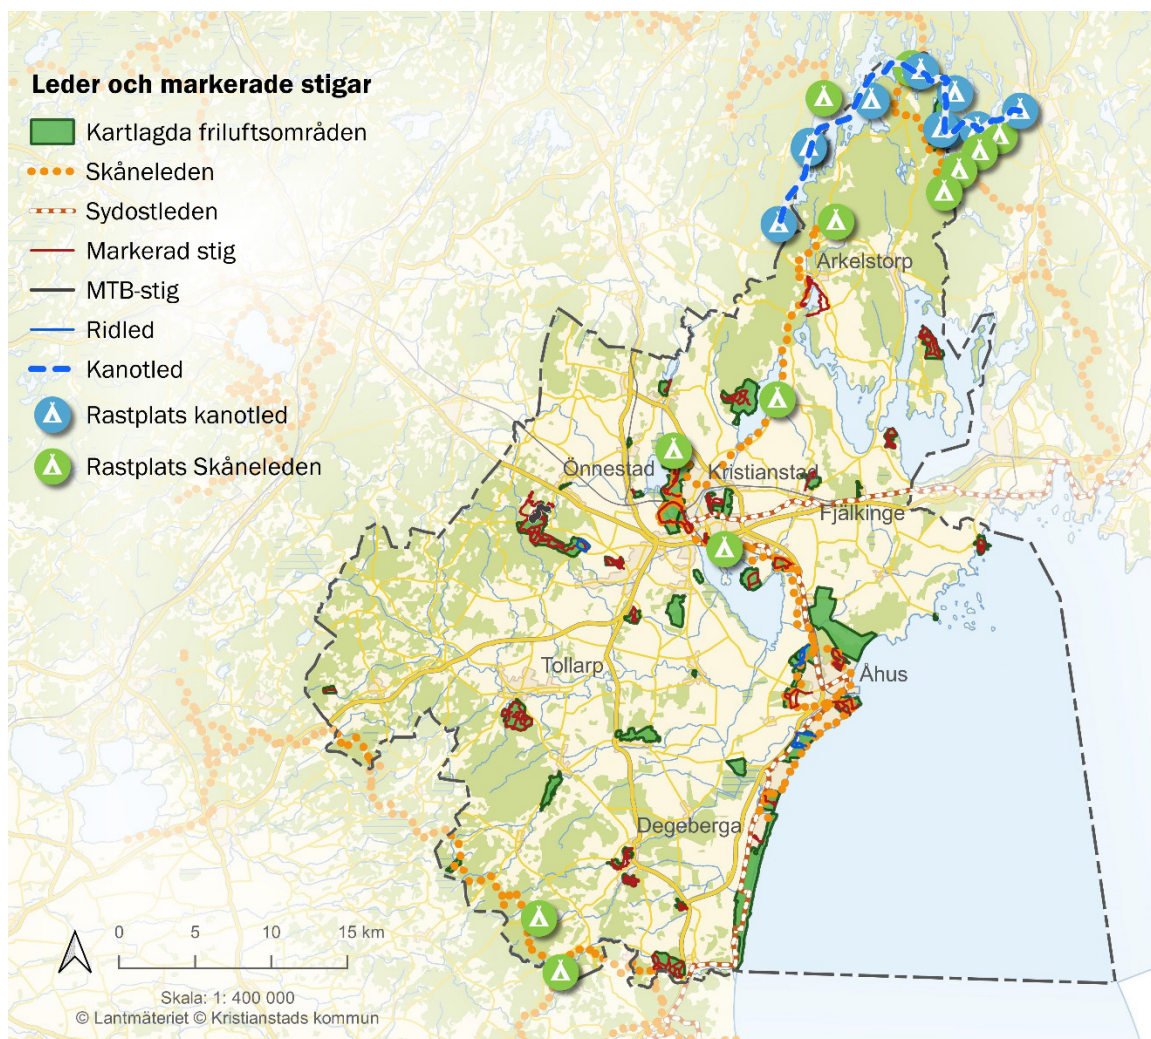 Leder och markerade stigar
Kartlagda friluftsområden
Skåneleden
Sydostleden
Markerad stig
MTB-stig
Ridled
Kanotled
Rastplats kanotled
Rastplats Skåneleden
Arkelstorp
Önnestad
Kristianstad
Fjälkinge
Tollarp
Åhus
Degeberga
0 5 10 15 km
Skala: 1: 400 000
© Lantmäteriet © Kristianstads kommun